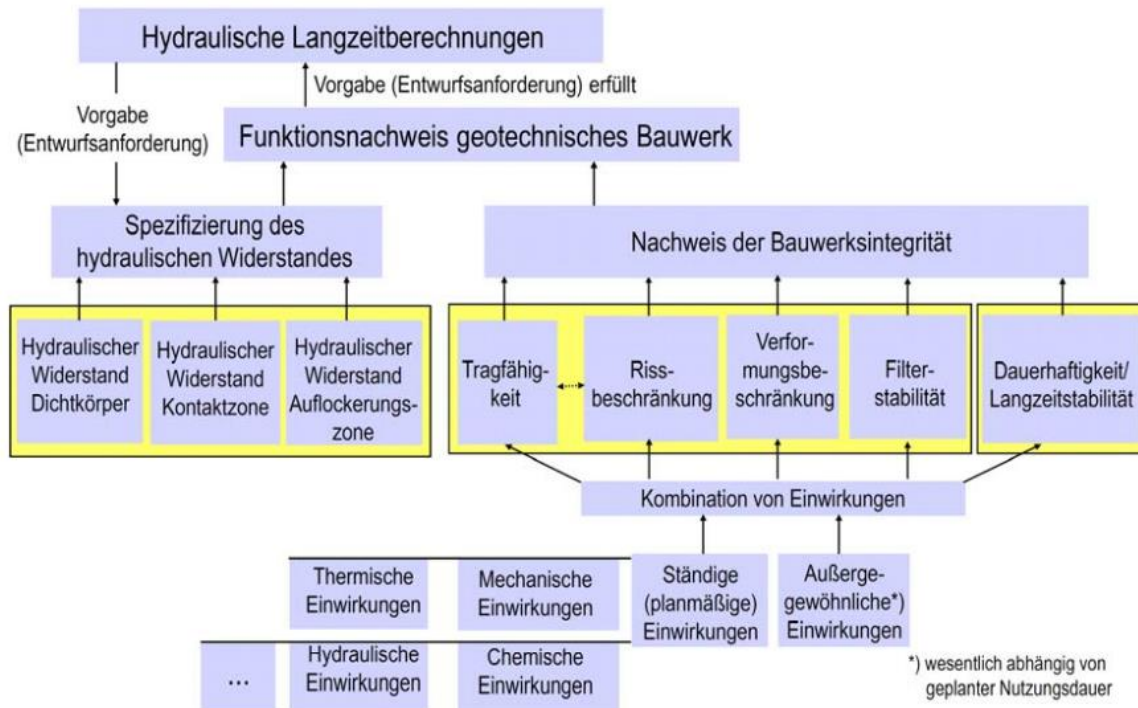 Hydraulische Langzeitberechnungen
Vorgabe (Entwurfsanforderung) erfüllt
Vorgabe
(Entwurfsanforderung)
Funktionsnachweis geotechnisches Bauwerk
Spezifizierung des
hydraulischen Widerstandes
Nachweis der Bauwerksintegrität
Hydraulischer
Widerstand
Dichtkörper
Hydraulischer
Widerstand
Kontaktzone
Hydraulischer
Widerstand
Auflockerungs-
zone
Tragfähig-
keit
Riss-
beschränkung
Verfor-
mungsbe-
schränkung
Filter-
stabilität
Dauerhaftigkeit/
Langzeitstabilität
Kombination von Einwirkungen
Thermische
Einwirkungen
Mechanische
Einwirkungen
Ständige
(planmäßige)
Einwirkungen
Außerge-
gewöhnliche*)
Einwirkungen
...
Hydraulische
Einwirkungen
Chemische
Einwirkungen
*) wesentlich abhängig von
geplanter Nutzungsdauer